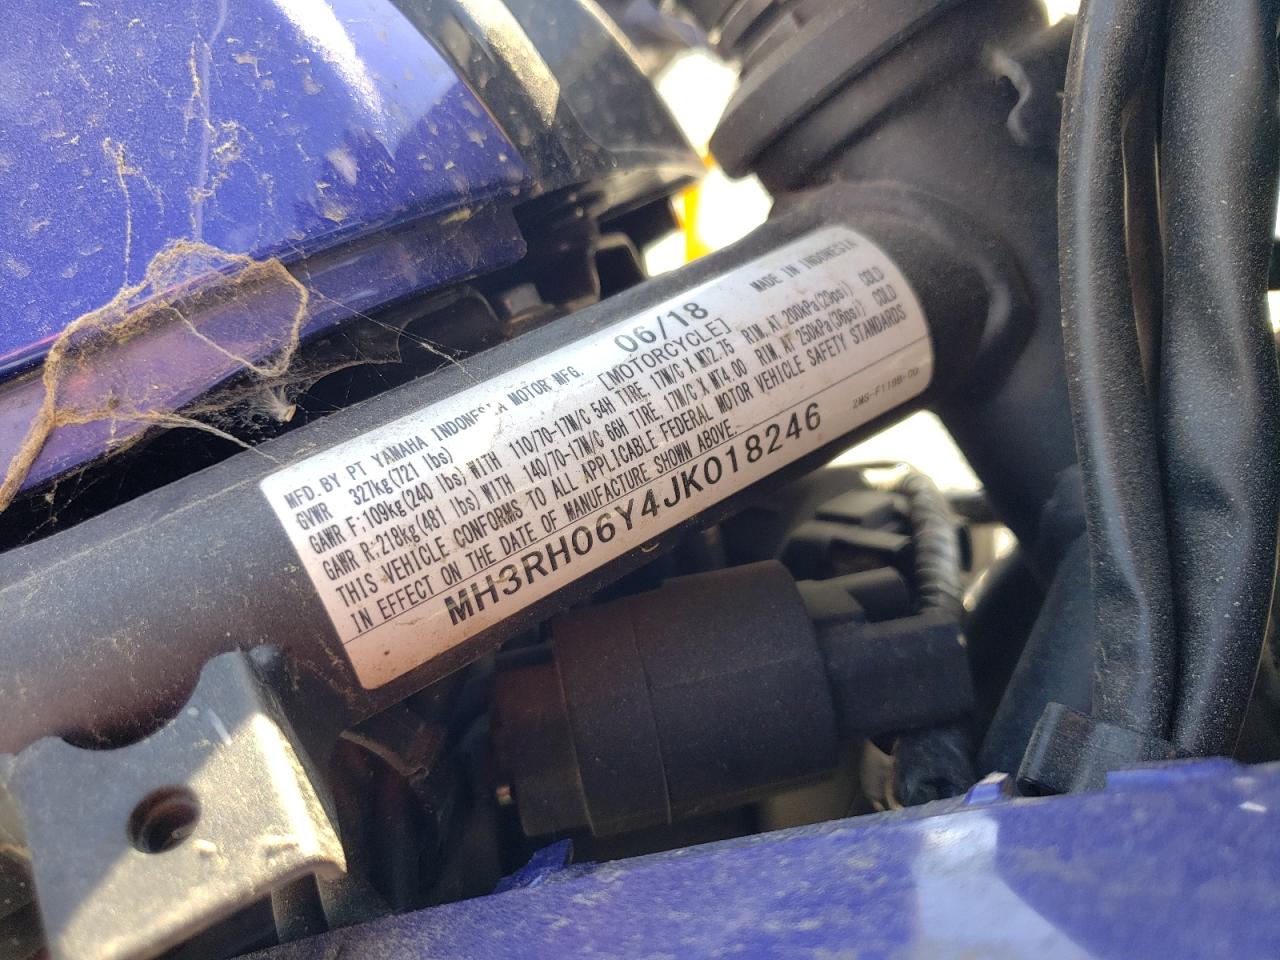 MFD. BY PT YAMAHA INDONESIA MOTOR MFG. 06/18 MADE IN INDONESIA
GVWR 327kg(721 lbs) [MOTORCYCLE]
GAWR F:109kg(240 lbs) WITH 110/70-17M/C 54H TIRE, 17M/C X MT2.75 RIM. AT 200kPa(29psi) COLD
GAWR R:218kg(481 lbs) WITH 140/70-17M/C 66H TIRE, 17M/C X MT4.00 RIM. AT 250kPa(36psi) COLD
THIS VEHICLE CONFORMS TO ALL APPLICABLE FEDERAL MOTOR VEHICLE SAFETY STANDARDS
IN EFFECT ON THE DATE OF MANUFACTURE SHOWN ABOVE.
MH3RH06Y4JK018246
2MS-F119B-00